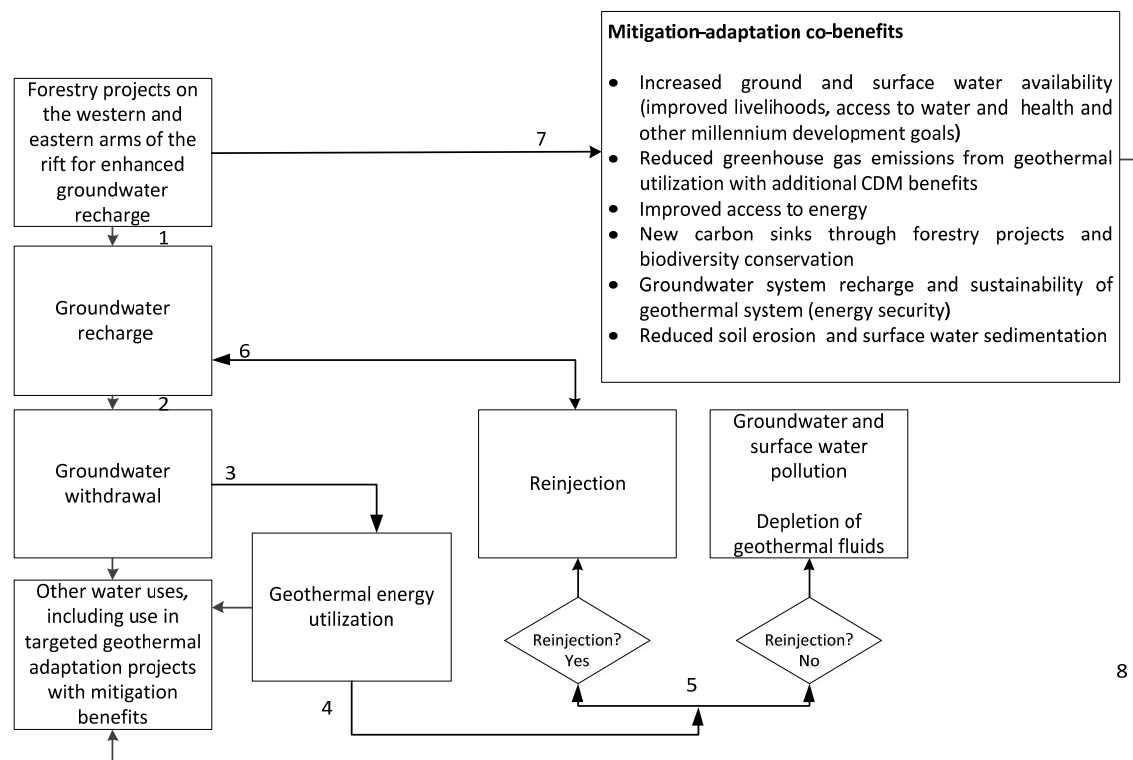 Mitigation-adaptation co-benefits
● Increased ground and surface water availability
(improved livelihoods, access to water and health and
other millennium development goals)
● Reduced greenhouse gas emissions from geothermal
utilization with additional CDM benefits
● Improved access to energy
● New carbon sinks through forestry projects and
biodiversity conservation
● Groundwater system recharge and sustainability of
geothermal system (energy security)
● Reduced soil erosion and surface water sedimentation
Forestry projects on
the western and
eastern arms of the
rift for enhanced
groundwater
recharge
7
1
Groundwater
recharge
6
2
Groundwater
withdrawal
3
Reinjection
Groundwater and
surface water
pollution
Depletion of
geothermal fluids
Geothermal energy
utilization
Other water uses,
including use in
targeted geothermal
adaptation projects
with mitigation
benefits
Reinjection?
Yes
Reinjection?
No
4
5
8